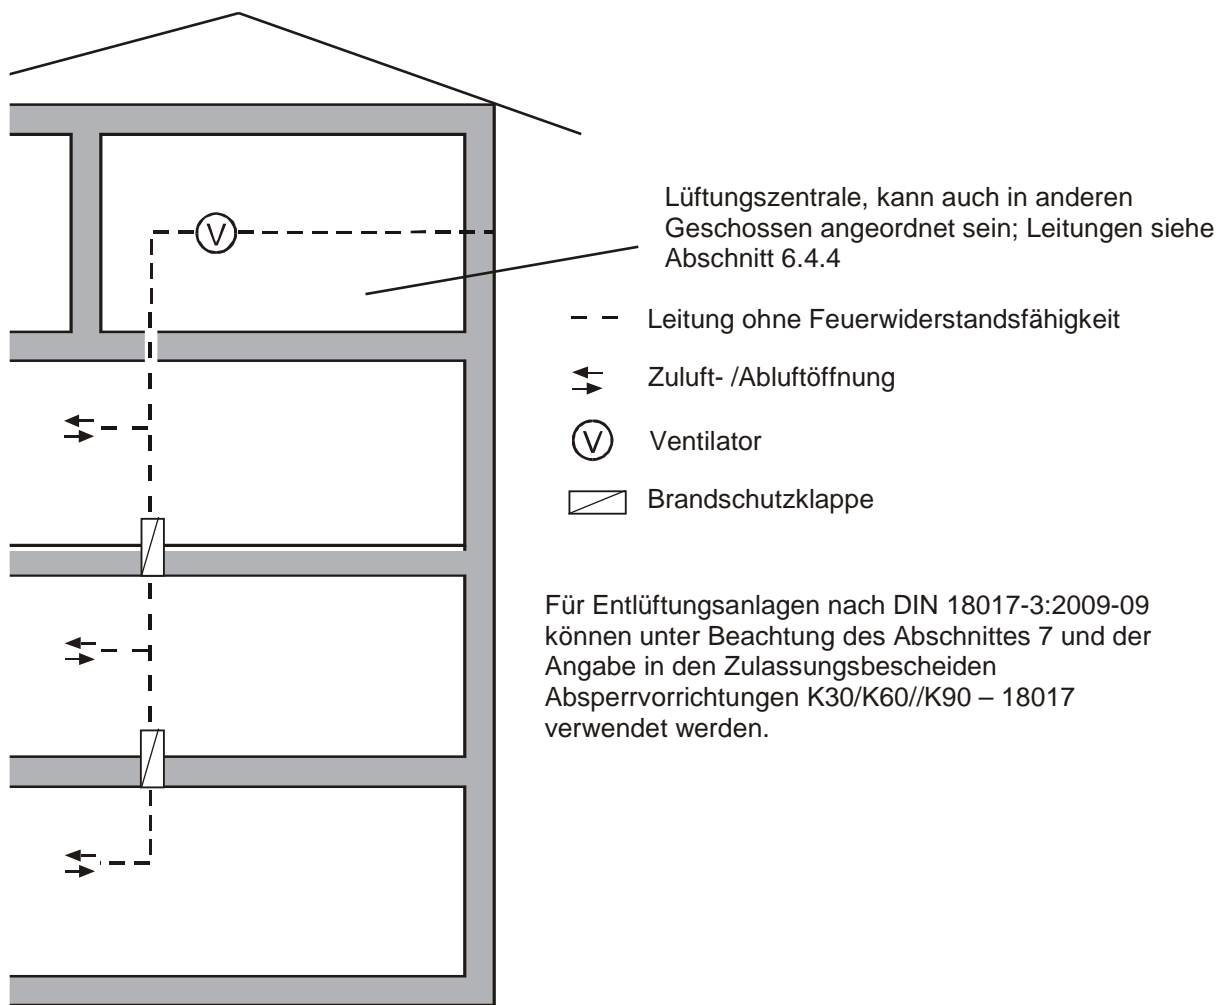 Lüftungszentrale, kann auch in anderen
Geschossen angeordnet sein; Leitungen siehe
Abschnitt 6.4.4
V
Leitung ohne Feuerwiderstandsfähigkeit
Zuluft- /Abluftöffnung
V Ventilator
Brandschutzklappe
Für Entlüftungsanlagen nach DIN 18017-3:2009-09
können unter Beachtung des Abschnittes 7 und der
Angabe in den Zulassungsbescheiden
Absperrvorrichtungen K30/K60//K90 – 18017
verwendet werden.